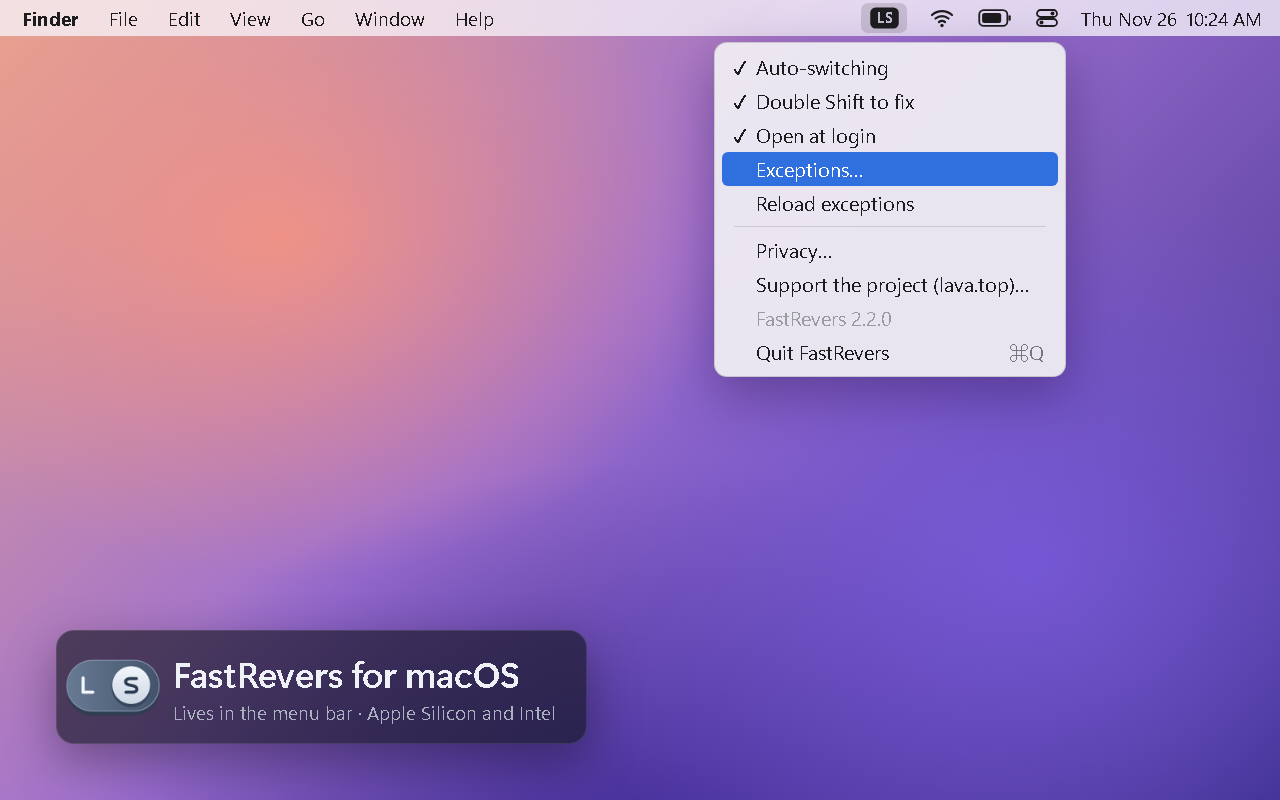 Finder File Edit View Go Window Help LS Thu Nov 26 10:24 AM
✓ Auto-switching
✓ Double Shift to fix
✓ Open at login
Exceptions...
Reload exceptions
Privacy...
Support the project (lava.top)...
FastRevers 2.2.0
Quit FastRevers ⌘Q
L S
FastRevers for macOS
Lives in the menu bar · Apple Silicon and Intel